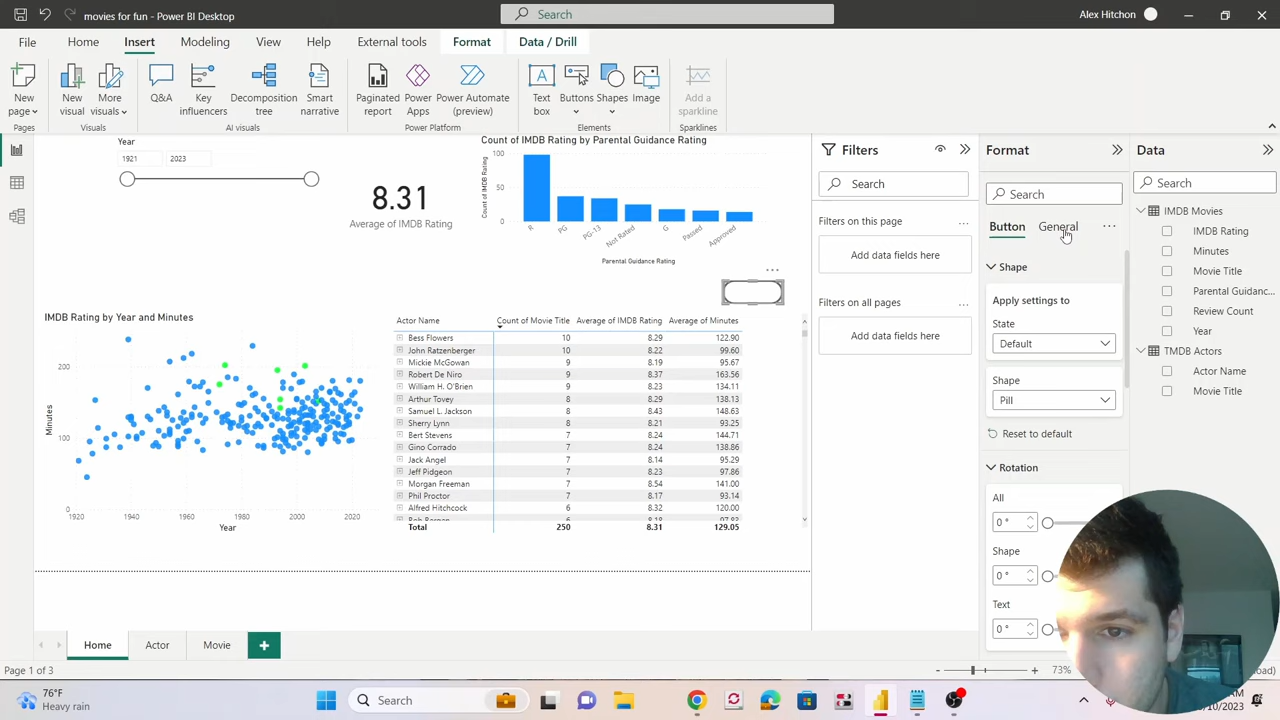 movies for fun - Power BI Desktop
Search
Alex Hitchon
File Home Insert Modeling View Help External tools Format Data / Drill
New page
New visual
More visuals
Q&A
Key influencers
Decomposition tree
Smart narrative
Paginated report
Power Apps
Power Automate (preview)
Text box
Buttons
Shapes
Image
Add a sparkline
Pages
Visuals
AI visuals
Power Platform
Elements
Sparklines
Year
1921 2023
8.31
Average of IMDB Rating
Count of IMDB Rating by Parental Guidance Rating
Count of IMDB Rating
100
50
0
R PG PG-13 Not Rated G Passed Approved
Parental Guidance Rating
IMDB Rating by Year and Minutes
Minutes
200
100
0
1920 1940 1960 1980 2000 2020
Year
Actor Name Count of Movie Title Average of IMDB Rating Average of Minutes
Bess Flowers 10 8.29 122.90
John Ratzenberger 10 8.22 99.60
Mickie McGowan 9 8.19 95.67
Robert De Niro 9 8.37 163.56
William H. O'Brien 9 8.23 134.11
Arthur Tovey 8 8.29 138.13
Samuel L. Jackson 8 8.43 148.63
Sherry Lynn 8 8.21 93.25
Bert Stevens 7 8.24 144.71
Gino Corrado 7 8.24 138.86
Jack Angel 7 8.14 95.29
Jeff Pidgeon 7 8.23 97.86
Morgan Freeman 7 8.54 141.00
Phil Proctor 7 8.17 93.14
Alfred Hitchcock 6 8.32 120.00
Total 250 8.31 129.05
Filters
Search
Filters on this page
Add data fields here
Filters on all pages
Add data fields here
Format
Search
Button General
Shape
Apply settings to
State
Default
Shape
Pill
Reset to default
Rotation
All
0 °
Shape
0 °
Text
0 °
Data
Search
IMDB Movies
IMDB Rating
Minutes
Movie Title
Parental Guidanc...
Review Count
Year
TMDB Actors
Actor Name
Movie Title
Home Actor Movie
Page 1 of 3
73%
76°F
Heavy rain
Search